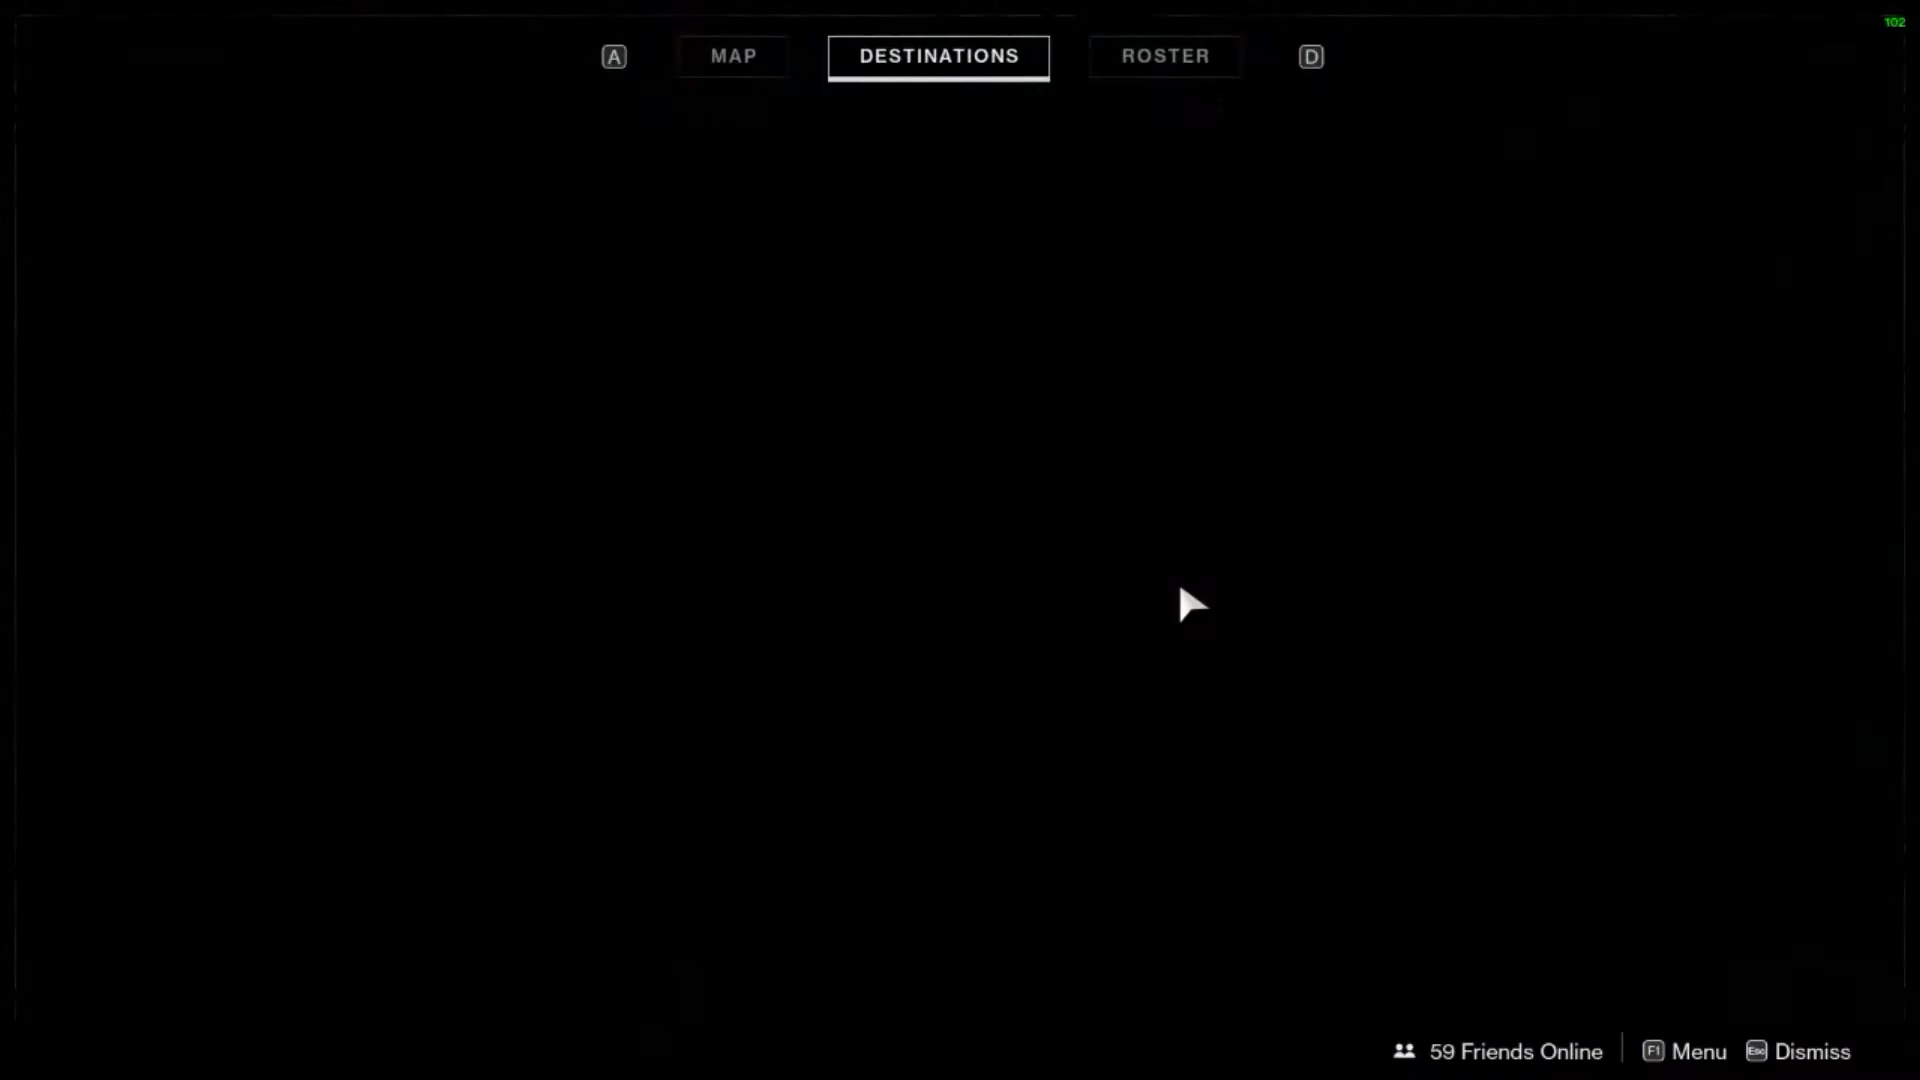 102
A MAP DESTINATIONS ROSTER D
59 Friends Online F1 Menu Esc Dismiss